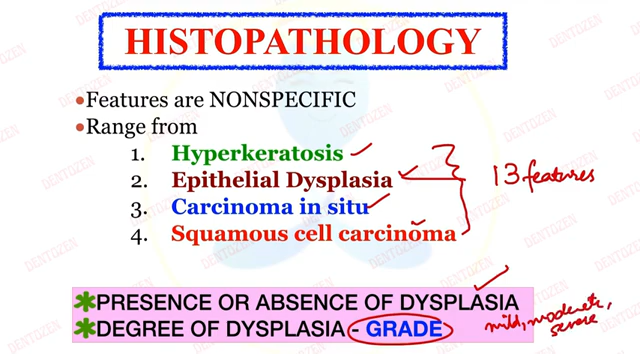 HISTOPATHOLOGY
Features are NONSPECIFIC
Range from
1. Hyperkeratosis
2. Epithelial Dysplasia
3. Carcinoma in situ
4. Squamous cell carcinoma
13 features
PRESENCE OR ABSENCE OF DYSPLASIA
DEGREE OF DYSPLASIA - GRADE
mild, moderate,
severe
DENTOZEN